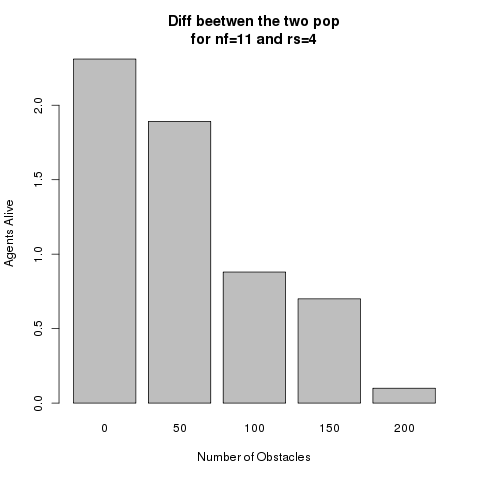 Diff beetwen the two pop
for nf=11 and rs=4
Agents Alive
2.0
1.5
1.0
0.5
0.0
0 50 100 150 200
Number of Obstacles